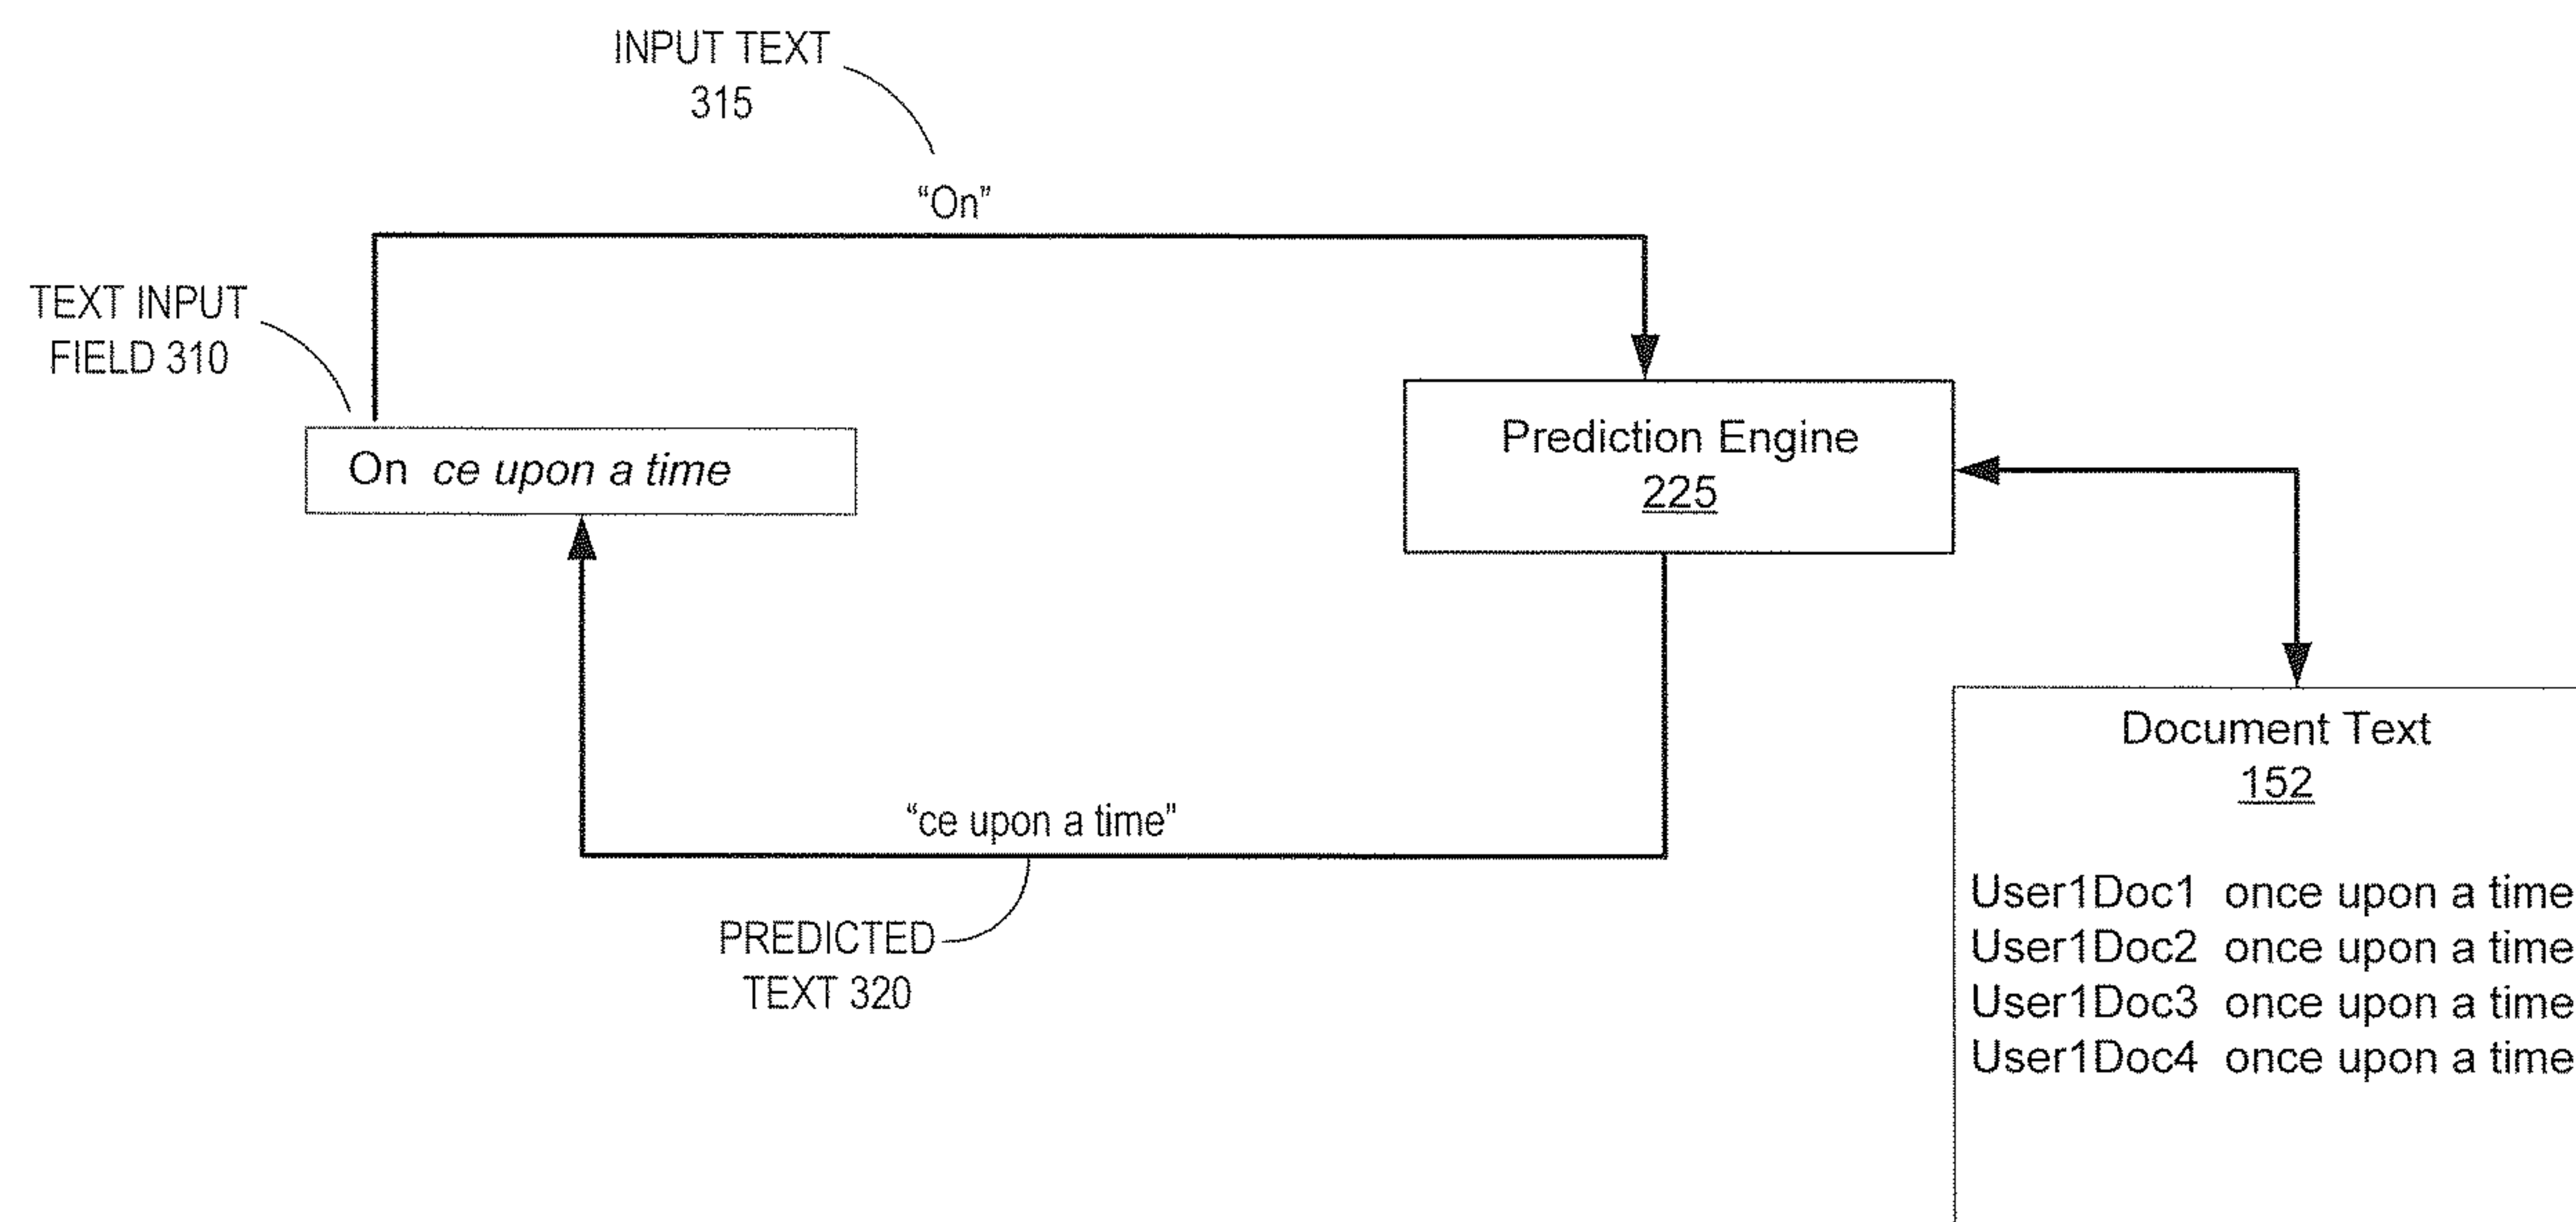 INPUT TEXT
315
“On”
TEXT INPUT
FIELD 310
On ce upon a time
Prediction Engine
225
“ce upon a time”
PREDICTED
TEXT 320
Document Text
152
User1Doc1 once upon a time
User1Doc2 once upon a time
User1Doc3 once upon a time
User1Doc4 once upon a time